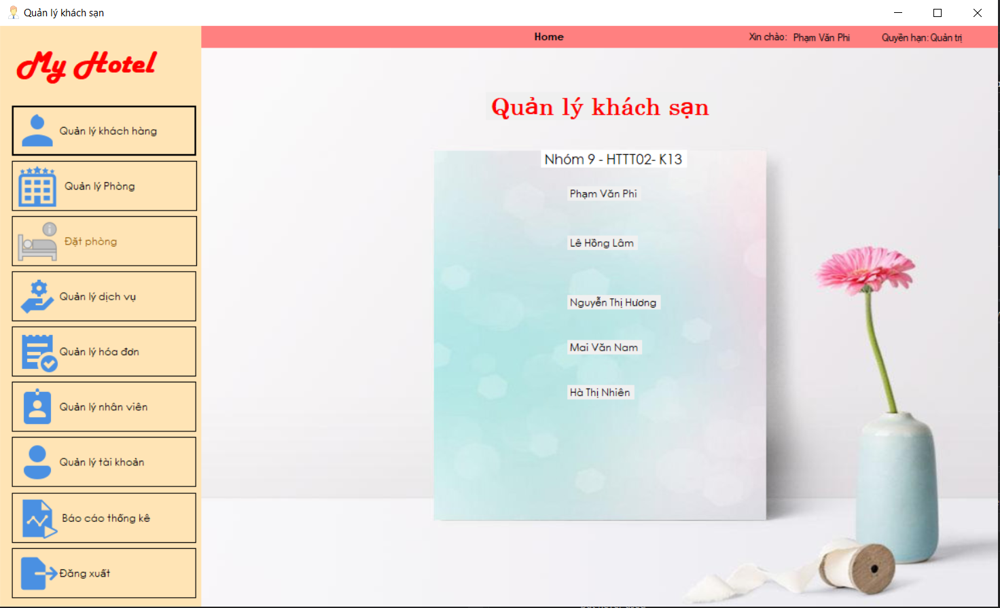 Quản lý khách sạn
Home
Xin chào: Phạm Văn Phi
Quyền hạn: Quản trị
My Hotel
Quản lý khách hàng
Quản lý Phòng
Đặt phòng
Quản lý dịch vụ
Quản lý hóa đơn
Quản lý nhân viên
Quản lý tài khoản
Báo cáo thống kê
Đăng xuất
Quản lý khách sạn
Nhóm 9 - HTTT02- K13
Phạm Văn Phi
Lê Hồng Lâm
Nguyễn Thị Hương
Mai Văn Nam
Hà Thị Nhiên